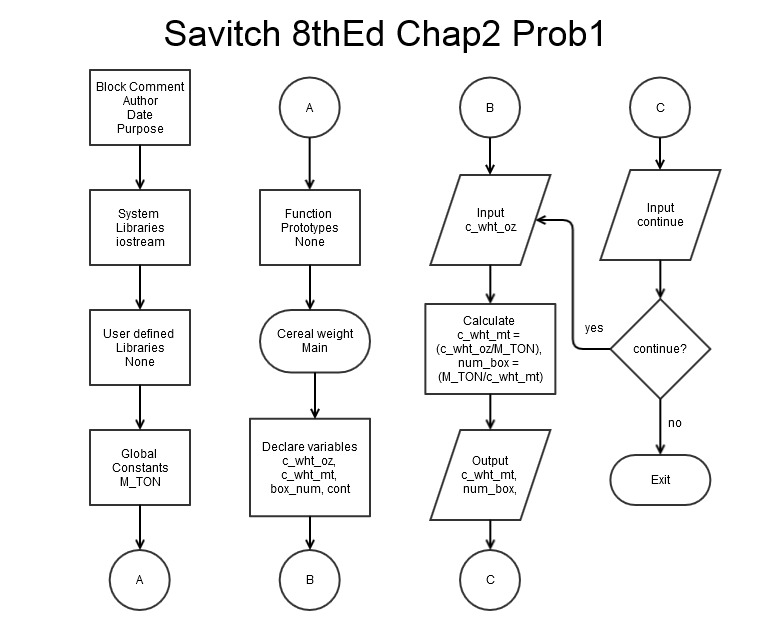 Savitch 8thEd Chap2 Prob1
Block Comment
Author
Date
Purpose
System
Libraries
iostream
User defined
Libraries
None
Global
Constants
M_TON
A
A
Function
Prototypes
None
Cereal weight
Main
Declare variables
c_wht_oz,
c_wht_mt,
box_num, cont
B
B
Input
c_wht_oz
Calculate
c_wht_mt =
(c_wht_oz/M_TON),
num_box =
(M_TON/c_wht_mt)
Output
c_wht_mt,
num_box,
C
C
Input
continue
continue?
yes
no
Exit